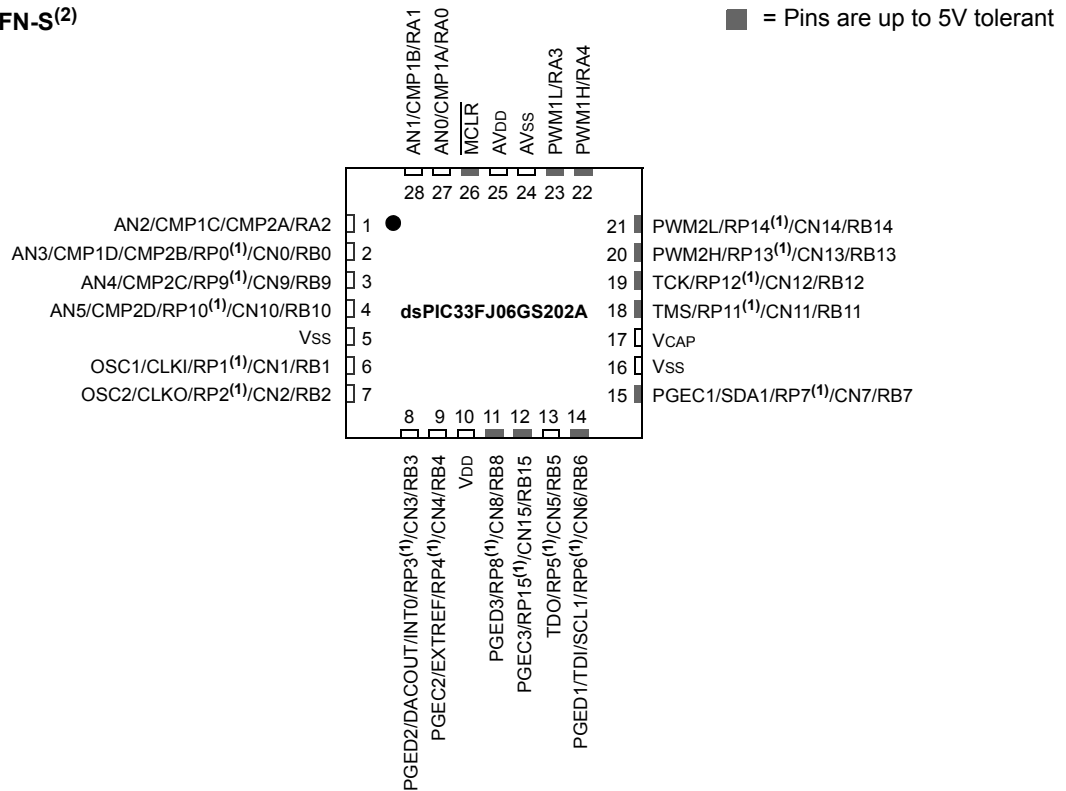 FN-S(2)
= Pins are up to 5V tolerant
AN1/CMP1B/RA1
AN0/CMP1A/RA0
MCLR
AVDD
AVSS
PWM1L/RA3
PWM1H/RA4
28 27 26 25 24 23 22
AN2/CMP1C/CMP2A/RA2 1
AN3/CMP1D/CMP2B/RP0(1)/CN0/RB0 2
AN4/CMP2C/RP9(1)/CN9/RB9 3
AN5/CMP2D/RP10(1)/CN10/RB10 4
VSS 5
OSC1/CLKI/RP1(1)/CN1/RB1 6
OSC2/CLKO/RP2(1)/CN2/RB2 7
dsPIC33FJ06GS202A
21 PWM2L/RP14(1)/CN14/RB14
20 PWM2H/RP13(1)/CN13/RB13
19 TCK/RP12(1)/CN12/RB12
18 TMS/RP11(1)/CN11/RB11
17 VCAP
16 VSS
15 PGEC1/SDA1/RP7(1)/CN7/RB7
8 9 10 11 12 13 14
PGED2/DACOUT/INT0/RP3(1)/CN3/RB3
PGEC2/EXTREF/RP4(1)/CN4/RB4
VDD
PGED3/RP8(1)/CN8/RB8
PGEC3/RP15(1)/CN15/RB15
TDO/RP5(1)/CN5/RB5
PGED1/TDI/SCL1/RP6(1)/CN6/RB6